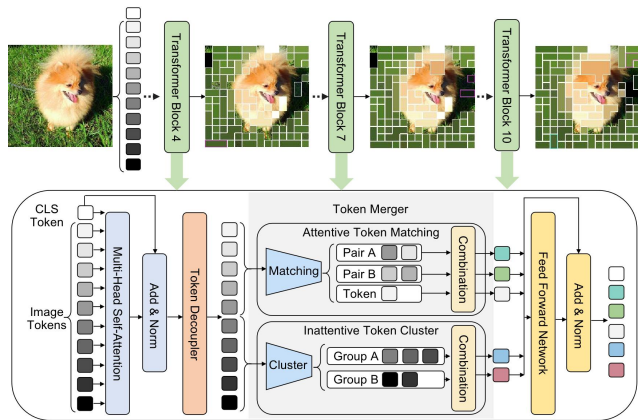 Transformer Block 4
Transformer Block 7
Transformer Block 10
CLS
Token
Image
Tokens
Multi-Head Self-Attention
Add & Norm
Token Decoupler
Token Merger
Attentive Token Matching
Matching
Pair A
Pair B
Token
Combination
Inattentive Token Cluster
Cluster
Group A
Group B
Combination
Feed Forward Network
Add & Norm